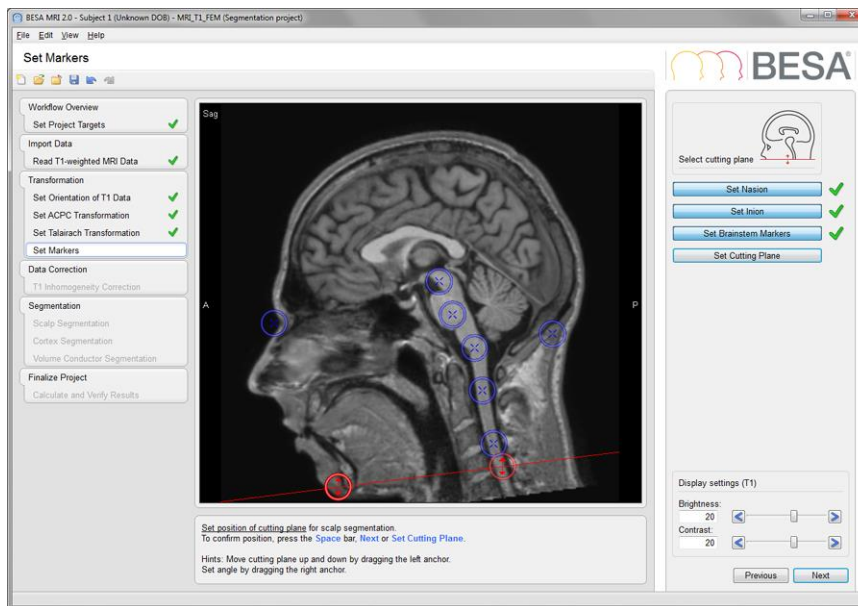 BESA MRI 2.0 - Subject 1 (Unknown DOB) - MRI_T1_FEM (Segmentation project)
File Edit View Help
Set Markers
BESA®
Workflow Overview
Set Project Targets
Import Data
Read T1-weighted MRI Data
Transformation
Set Orientation of T1 Data
Set ACPC Transformation
Set Talairach Transformation
Set Markers
Data Correction
T1 Inhomogeneity Correction
Segmentation
Scalp Segmentation
Cortex Segmentation
Volume Conductor Segmentation
Finalize Project
Calculate and Verify Results
Sag
A
P
Set position of cutting plane for scalp segmentation.
To confirm position, press the Space bar, Next or Set Cutting Plane.
Hints: Move cutting plane up and down by dragging the left anchor.
Set angle by dragging the right anchor.
Select cutting plane
Set Nasion
Set Inion
Set Brainstem Markers
Set Cutting Plane
Display settings (T1)
Brightness:
20
Contrast:
20
Previous Next